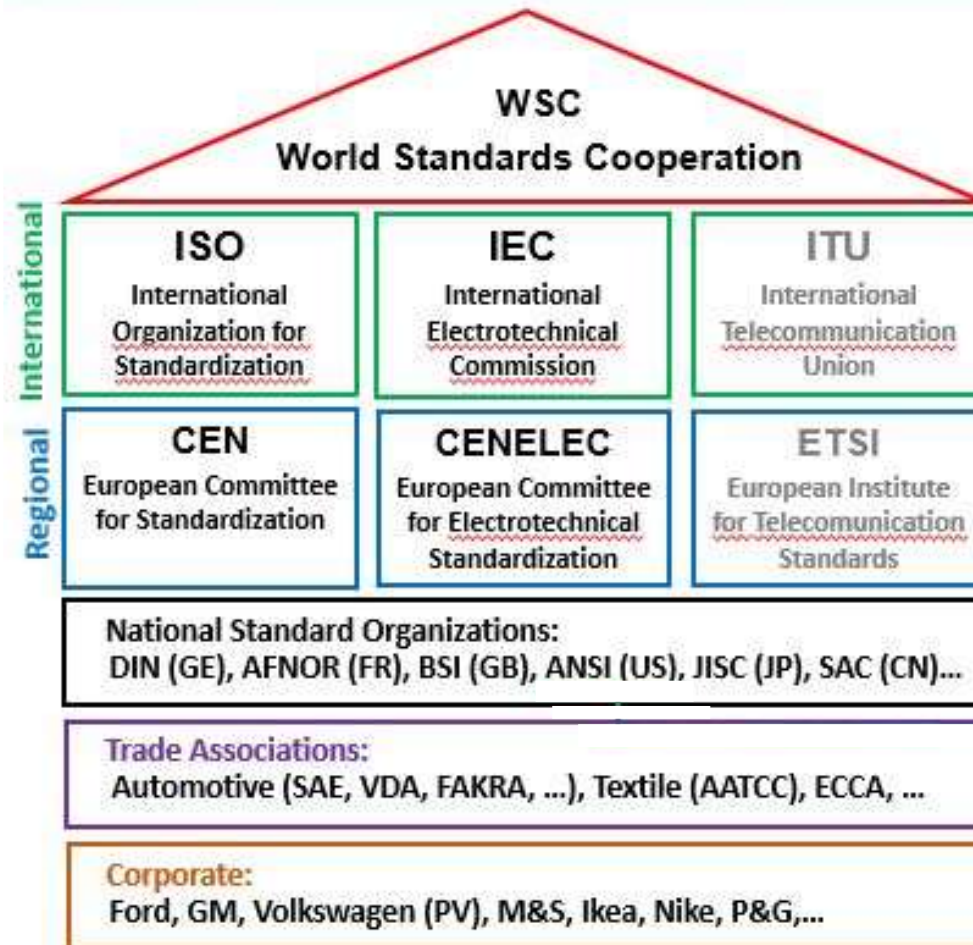 WSC
World Standards Cooperation
International
ISO
International
Organization for
Standardization
IEC
International
Electrotechnical
Commission
ITU
International
Telecommunication
Union
Regional
CEN
European Committee
for Standardization
CENELEC
European Committee
for Electrotechnical
Standardization
ETSI
European Institute
for Telecomunication
Standards
National Standard Organizations:
DIN (GE), AFNOR (FR), BSI (GB), ANSI (US), JISC (JP), SAC (CN)...
Trade Associations:
Automotive (SAE, VDA, FAKRA, ...), Textile (AATCC), ECCA, ...
Corporate:
Ford, GM, Volkswagen (PV), M&S, Ikea, Nike, P&G,...